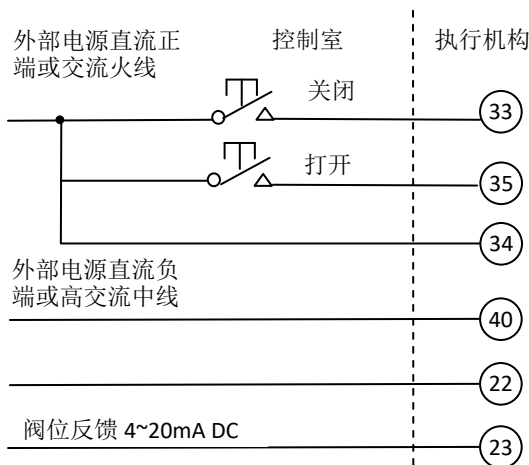 外部电源直流正
端或交流火线
控制室
执行机构
关闭
33
打开
35
34
外部电源直流负
端或高交流中线
40
22
阀位反馈 4~20mA DC
23